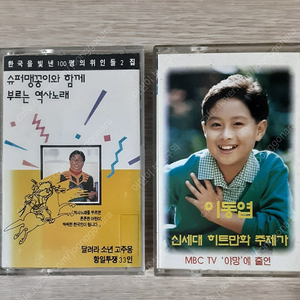 한국을 빛낸 100명의 위인들 2집
슈퍼맹꽁이와 함께
부르는 역사노래
달려라 소년 고주몽
항일투쟁 33인
이동엽
신세대 히트만화 주제가
MBC TV '야망'에 출연